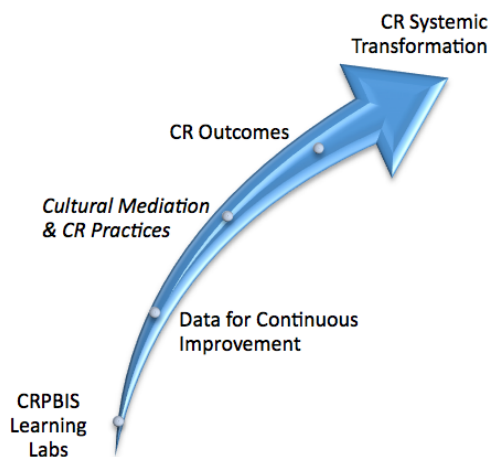 CR Systemic
Transformation
CR Outcomes
Cultural Mediation
& CR Practices
Data for Continuous
Improvement
CRPBIS
Learning
Labs